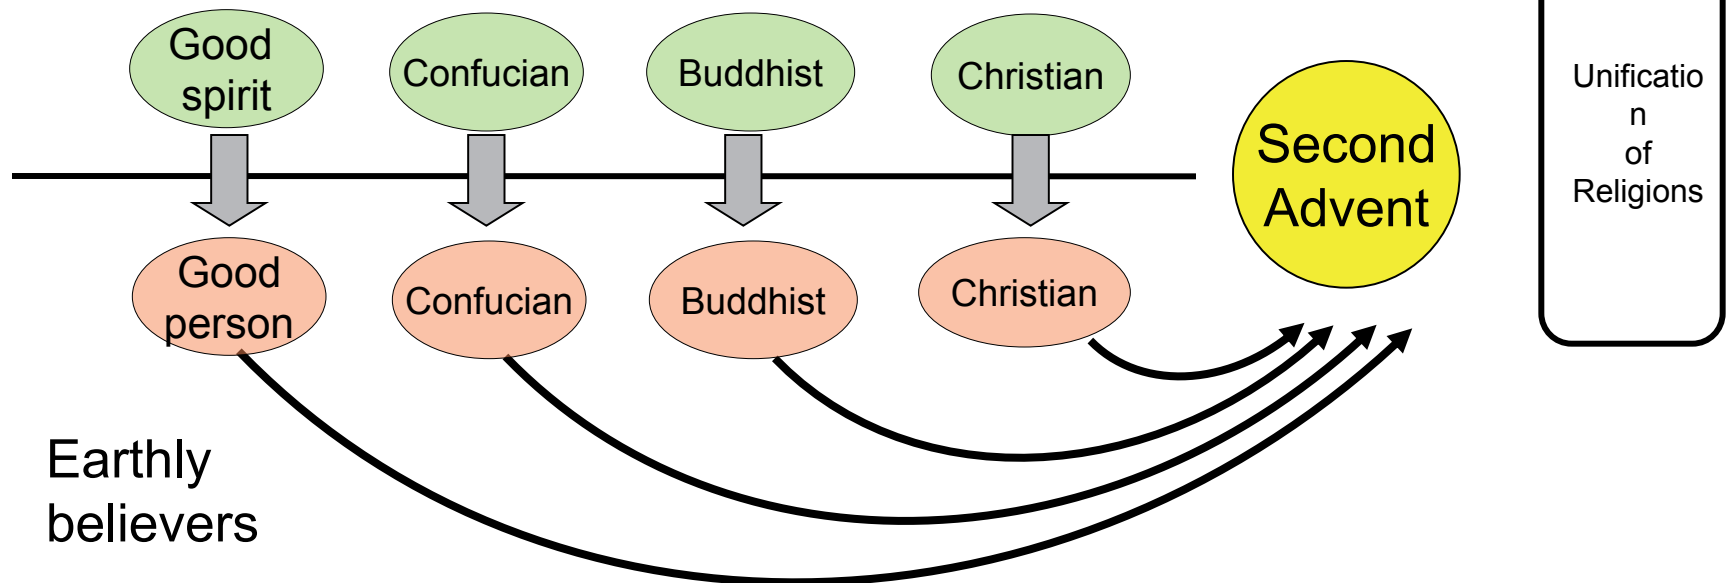 Good
spirit
Confucian
Buddhist
Christian
Second
Advent
Unificatio
n
of
Religions
Good
person
Confucian
Buddhist
Christian
Earthly
believers